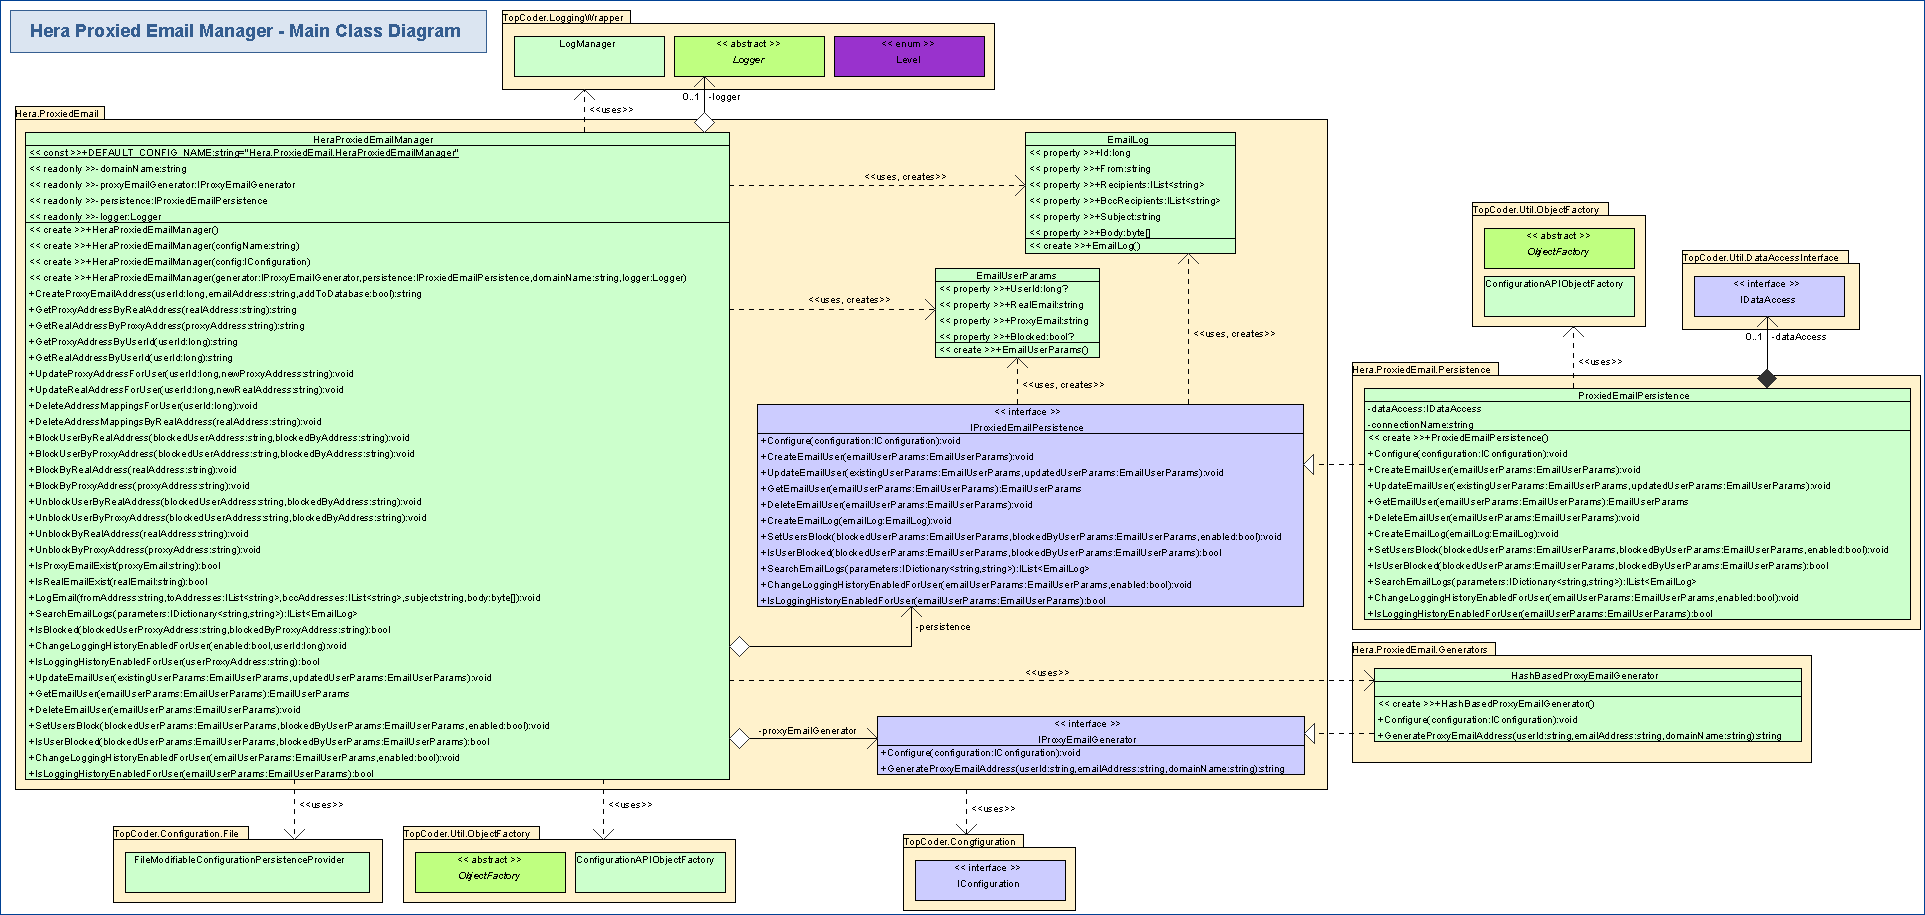 Hera Proxied Email Manager - Main Class Diagram
TopCoder.LoggingWrapper
LogManager
<< abstract >>
Logger
<< enum >>
Level
<<uses>>
0..1
-logger
Hera.ProxiedEmail
HeraProxiedEmailManager
<< const >>+DEFAULT_CONFIG_NAME:string="Hera.ProxiedEmail.HeraProxiedEmailManager"
<< readonly >>-domainName:string
<< readonly >>-proxyEmailGenerator:IProxyEmailGenerator
<< readonly >>-persistence:IProxiedEmailPersistence
<< readonly >>-logger:Logger
<< create >>+HeraProxiedEmailManager()
<< create >>+HeraProxiedEmailManager(configName:string)
<< create >>+HeraProxiedEmailManager(config:IConfiguration)
<< create >>+HeraProxiedEmailManager(generator:IProxyEmailGenerator,persistence:IProxiedEmailPersistence,domainName:string,logger:Logger)
+CreateProxyEmailAddress(userId:long,emailAddress:string,addToDatabase:bool):string
+GetProxyAddressByRealAddress(realAddress:string):string
+GetRealAddressByProxyAddress(proxyAddress:string):string
+GetProxyAddressByUserId(userId:long):string
+GetRealAddressByUserId(userId:long):string
+UpdateProxyAddressForUser(userId:long,newProxyAddress:string):void
+UpdateRealAddressForUser(userId:long,newRealAddress:string):void
+DeleteAddressMappingsForUser(userId:long):void
+DeleteAddressMappingsByRealAddress(realAddress:string):void
+BlockUserByRealAddress(blockedUserAddress:string,blockedByAddress:string):void
+BlockUserByProxyAddress(blockedUserAddress:string,blockedByAddress:string):void
+BlockByRealAddress(realAddress:string):void
+BlockByProxyAddress(proxyAddress:string):void
+UnblockUserByRealAddress(blockedUserAddress:string,blockedByAddress:string):void
+UnblockUserByProxyAddress(blockedUserAddress:string,blockedByAddress:string):void
+UnblockByRealAddress(realAddress:string):void
+UnblockByProxyAddress(proxyAddress:string):void
+IsProxyEmailExist(proxyEmail:string):bool
+IsRealEmailExist(realEmail:string):bool
+LogEmail(fromAddress:string,toAddresses:IList<string>,bccAddresses:IList<string>,subject:string,body:byte[]):void
+SearchEmailLogs(parameters:IDictionary<string,string>):IList<EmailLog>
+IsBlocked(blockedUserProxyAddress:string,blockedByProxyAddress:string):bool
+ChangeLoggingHistoryEnabledForUser(enabled:bool,userId:long):void
+IsLoggingHistoryEnabledForUser(userProxyAddress:string):bool
+UpdateEmailUser(existingUserParams:EmailUserParams,updatedUserParams:EmailUserParams):void
+GetEmailUser(emailUserParams:EmailUserParams):EmailUserParams
+DeleteEmailUser(emailUserParams:EmailUserParams):void
+SetUsersBlock(blockedUserParams:EmailUserParams,blockedByUserParams:EmailUserParams,enabled:bool):void
+IsUserBlocked(blockedUserParams:EmailUserParams,blockedByUserParams:EmailUserParams):bool
+ChangeLoggingHistoryEnabledForUser(emailUserParams:EmailUserParams,enabled:bool):void
+IsLoggingHistoryEnabledForUser(emailUserParams:EmailUserParams):bool
<<uses, creates>>
EmailLog
<< property >>+Id:long
<< property >>+From:string
<< property >>+Recipients:IList<string>
<< property >>+BccRecipients:IList<string>
<< property >>+Subject:string
<< property >>+Body:byte[]
<< create >>+EmailLog()
<<uses, creates>>
EmailUserParams
<< property >>+UserId:long?
<< property >>+RealEmail:string
<< property >>+ProxyEmail:string
<< property >>+Blocked:bool?
<< create >>+EmailUserParams()
<<uses, creates>>
<<uses, creates>>
<< interface >>
IProxiedEmailPersistence
+Configure(configuration:IConfiguration):void
+CreateEmailUser(emailUserParams:EmailUserParams):void
+UpdateEmailUser(existingUserParams:EmailUserParams,updatedUserParams:EmailUserParams):void
+GetEmailUser(emailUserParams:EmailUserParams):EmailUserParams
+DeleteEmailUser(emailUserParams:EmailUserParams):void
+CreateEmailLog(emailLog:EmailLog):void
+SetUsersBlock(blockedUserParams:EmailUserParams,blockedByUserParams:EmailUserParams,enabled:bool):void
+IsUserBlocked(blockedUserParams:EmailUserParams,blockedByUserParams:EmailUserParams):bool
+SearchEmailLogs(parameters:IDictionary<string,string>):IList<EmailLog>
+ChangeLoggingHistoryEnabledForUser(emailUserParams:EmailUserParams,enabled:bool):void
+IsLoggingHistoryEnabledForUser(emailUserParams:EmailUserParams):bool
-persistence
<<uses>>
-proxyEmailGenerator
<< interface >>
IProxyEmailGenerator
+Configure(configuration:IConfiguration):void
+GenerateProxyEmailAddress(userId:string,emailAddress:string,domainName:string):string
TopCoder.Util.ObjectFactory
<< abstract >>
ObjectFactory
ConfigurationAPIObjectFactory
<<uses>>
TopCoder.Util.DataAccessInterface
<< interface >>
IDataAccess
0..1
-dataAccess
Hera.ProxiedEmail.Persistence
ProxiedEmailPersistence
-dataAccess:IDataAccess
-connectionName:string
<< create >>+ProxiedEmailPersistence()
+Configure(configuration:IConfiguration):void
+CreateEmailUser(emailUserParams:EmailUserParams):void
+UpdateEmailUser(existingUserParams:EmailUserParams,updatedUserParams:EmailUserParams):void
+GetEmailUser(emailUserParams:EmailUserParams):EmailUserParams
+DeleteEmailUser(emailUserParams:EmailUserParams):void
+CreateEmailLog(emailLog:EmailLog):void
+SetUsersBlock(blockedUserParams:EmailUserParams,blockedByUserParams:EmailUserParams,enabled:bool):void
+IsUserBlocked(blockedUserParams:EmailUserParams,blockedByUserParams:EmailUserParams):bool
+SearchEmailLogs(parameters:IDictionary<string,string>):IList<EmailLog>
+ChangeLoggingHistoryEnabledForUser(emailUserParams:EmailUserParams,enabled:bool):void
+IsLoggingHistoryEnabledForUser(emailUserParams:EmailUserParams):bool
Hera.ProxiedEmail.Generators
HashBasedProxyEmailGenerator
<< create >>+HashBasedProxyEmailGenerator()
+Configure(configuration:IConfiguration):void
+GenerateProxyEmailAddress(userId:string,emailAddress:string,domainName:string):string
<<uses>>
<<uses>>
<<uses>>
TopCoder.Configuration.File
FileModifiableConfigurationPersistenceProvider
TopCoder.Util.ObjectFactory
<< abstract >>
ObjectFactory
ConfigurationAPIObjectFactory
TopCoder.Congfiguration
<< interface >>
IConfiguration